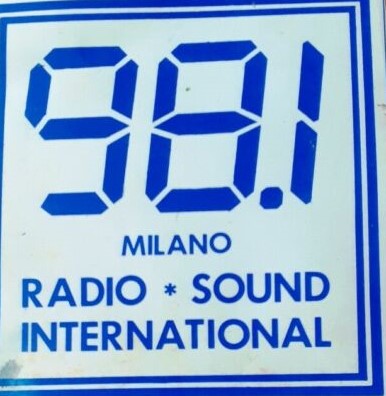 98.1
MILANO
RADIO * SOUND
INTERNATIONAL